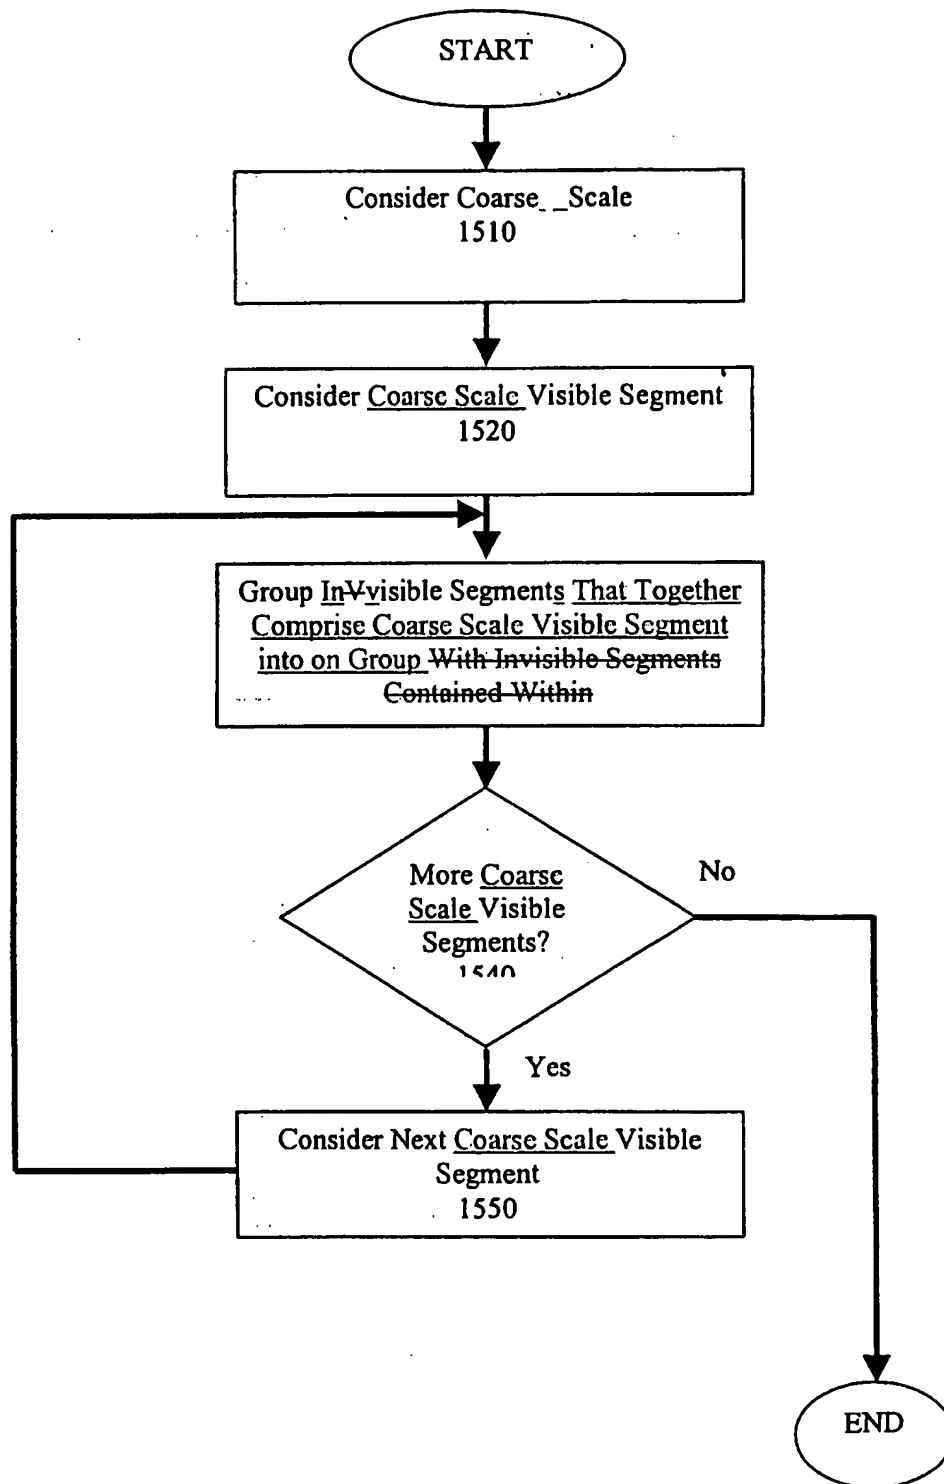 START
Consider Coarse_ _Scale
1510
Consider Coarse Scale Visible Segment
1520
Group InVvisible Segments That Together
Comprise Coarse Scale Visible Segment
into on Group With Invisible Segments
Contained Within
More Coarse
Scale Visible
Segments?
1540
No
Yes
Consider Next Coarse Scale Visible
Segment
1550
END